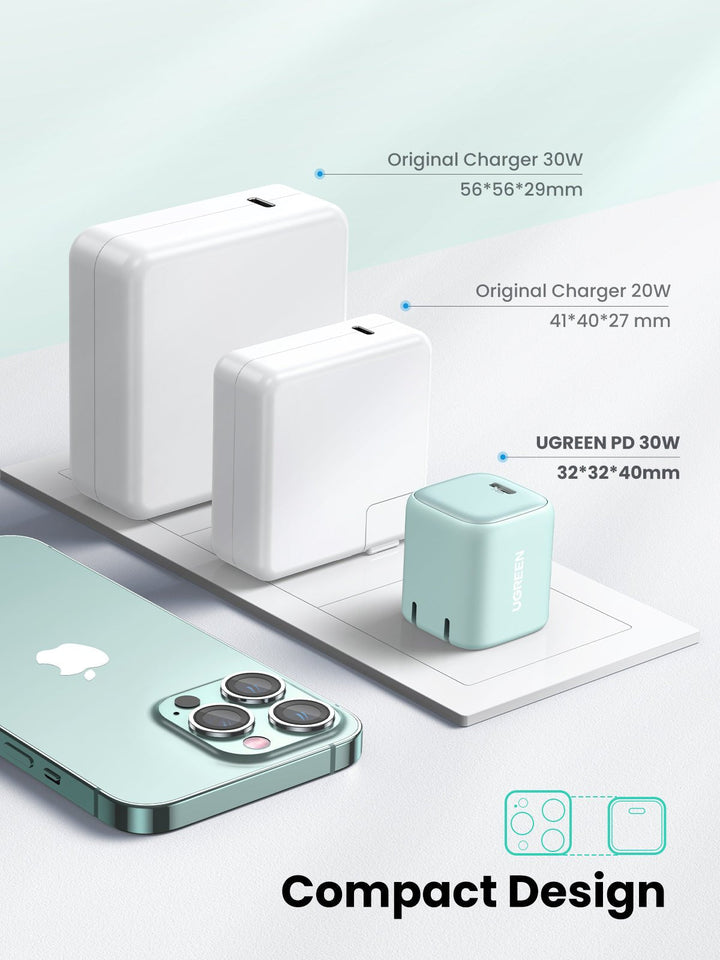 Original Charger 30W
56*56*29mm
Original Charger 20W
41*40*27 mm
UGREEN PD 30W
32*32*40mm
UGREEN
Compact Design